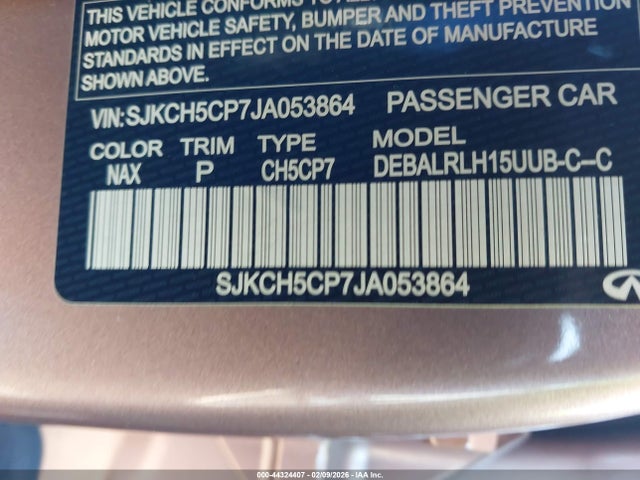 THIS VEHICLE CONFORMS TO ALL
MOTOR VEHICLE SAFETY, BUMPER AND THEFT PREVENTION
STANDARDS IN EFFECT ON THE DATE OF MANUFACTURE
SHOWN ABOVE.
VIN:SJKCH5CP7JA053864 PASSENGER CAR
COLOR TRIM TYPE MODEL
NAX P CH5CP7 DEBALRLH15UUB-C-C
SJKCH5CP7JA053864
000-44324407 - 02/09/2026 - IAA Inc.